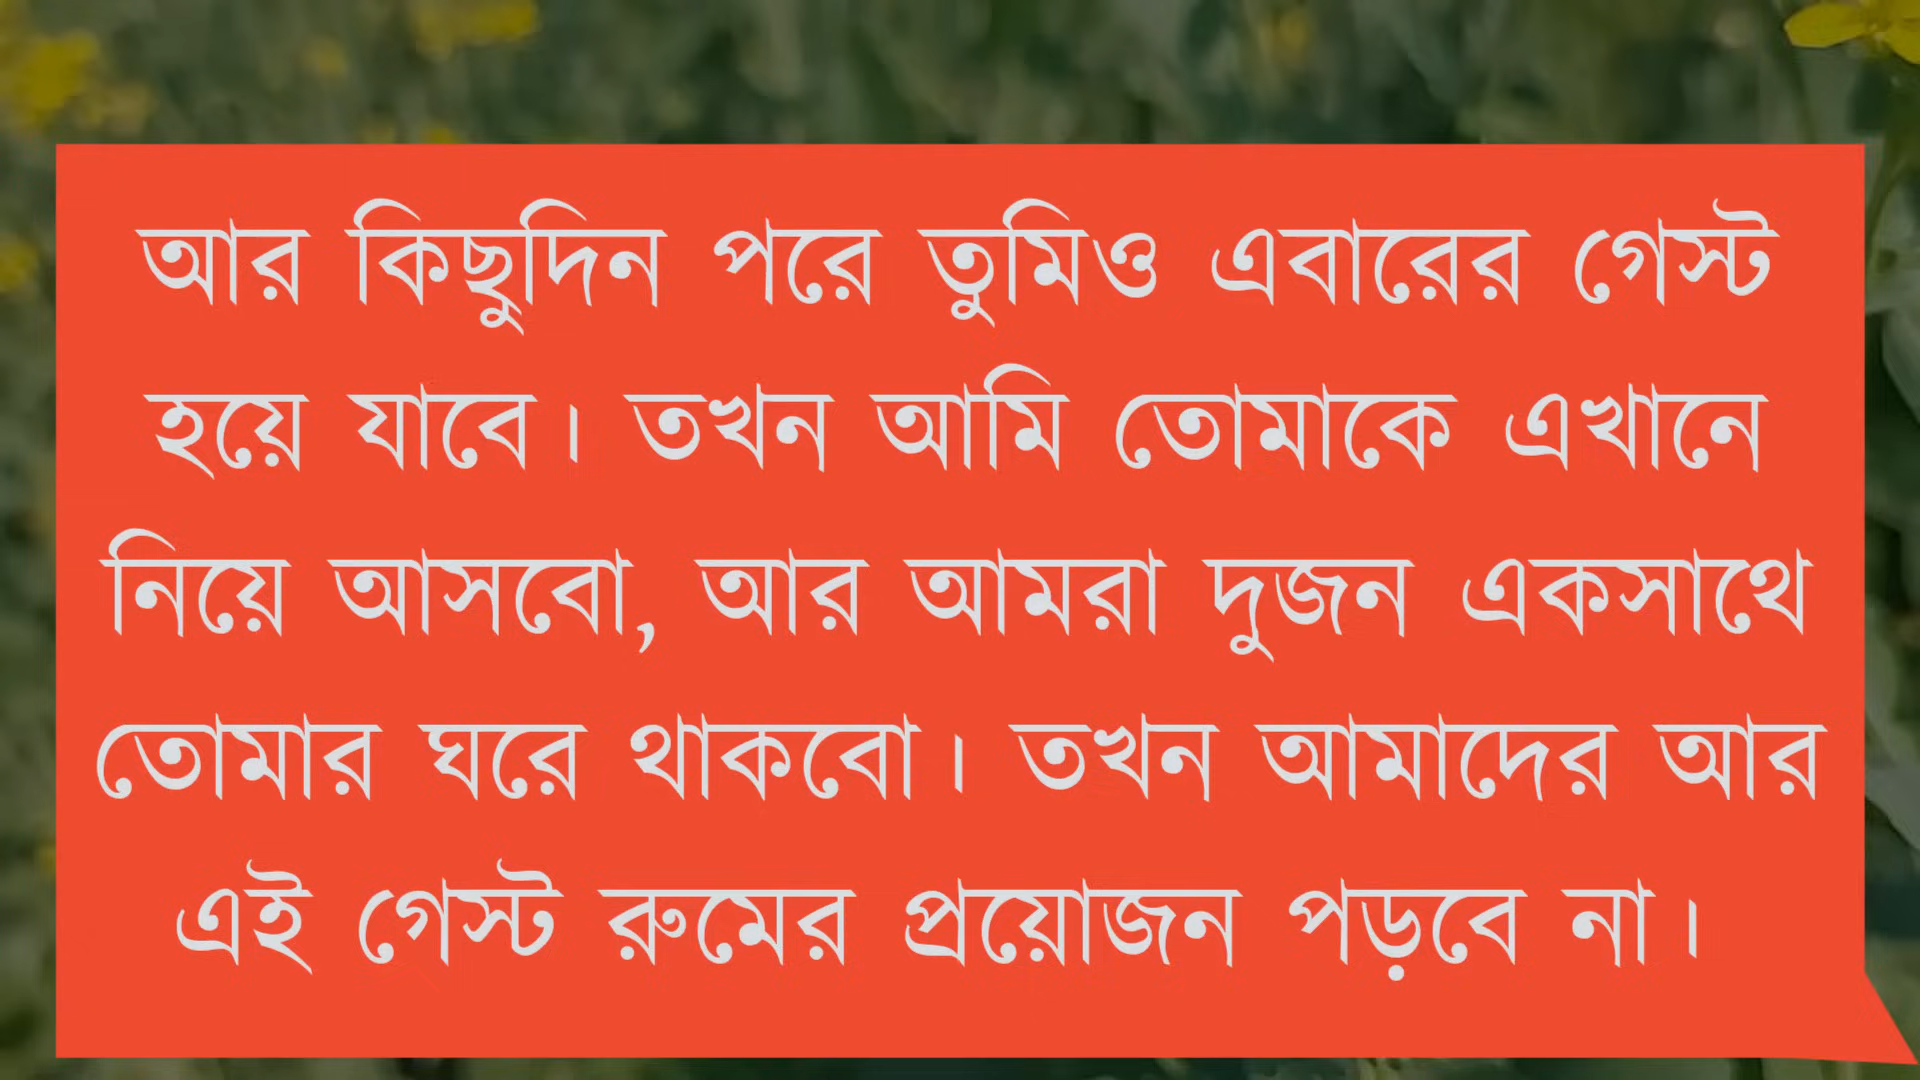 আর কিছুদিন পরে তুমিও এবারের গেস্ট
হয়ে যাবে। তখন আমি তোমাকে এখানে
নিয়ে আসবো, আর আমরা দুজন একসাথে
তোমার ঘরে থাকবো। তখন আমাদের আর
এই গেস্ট রুমের প্রয়োজন পড়বে না।